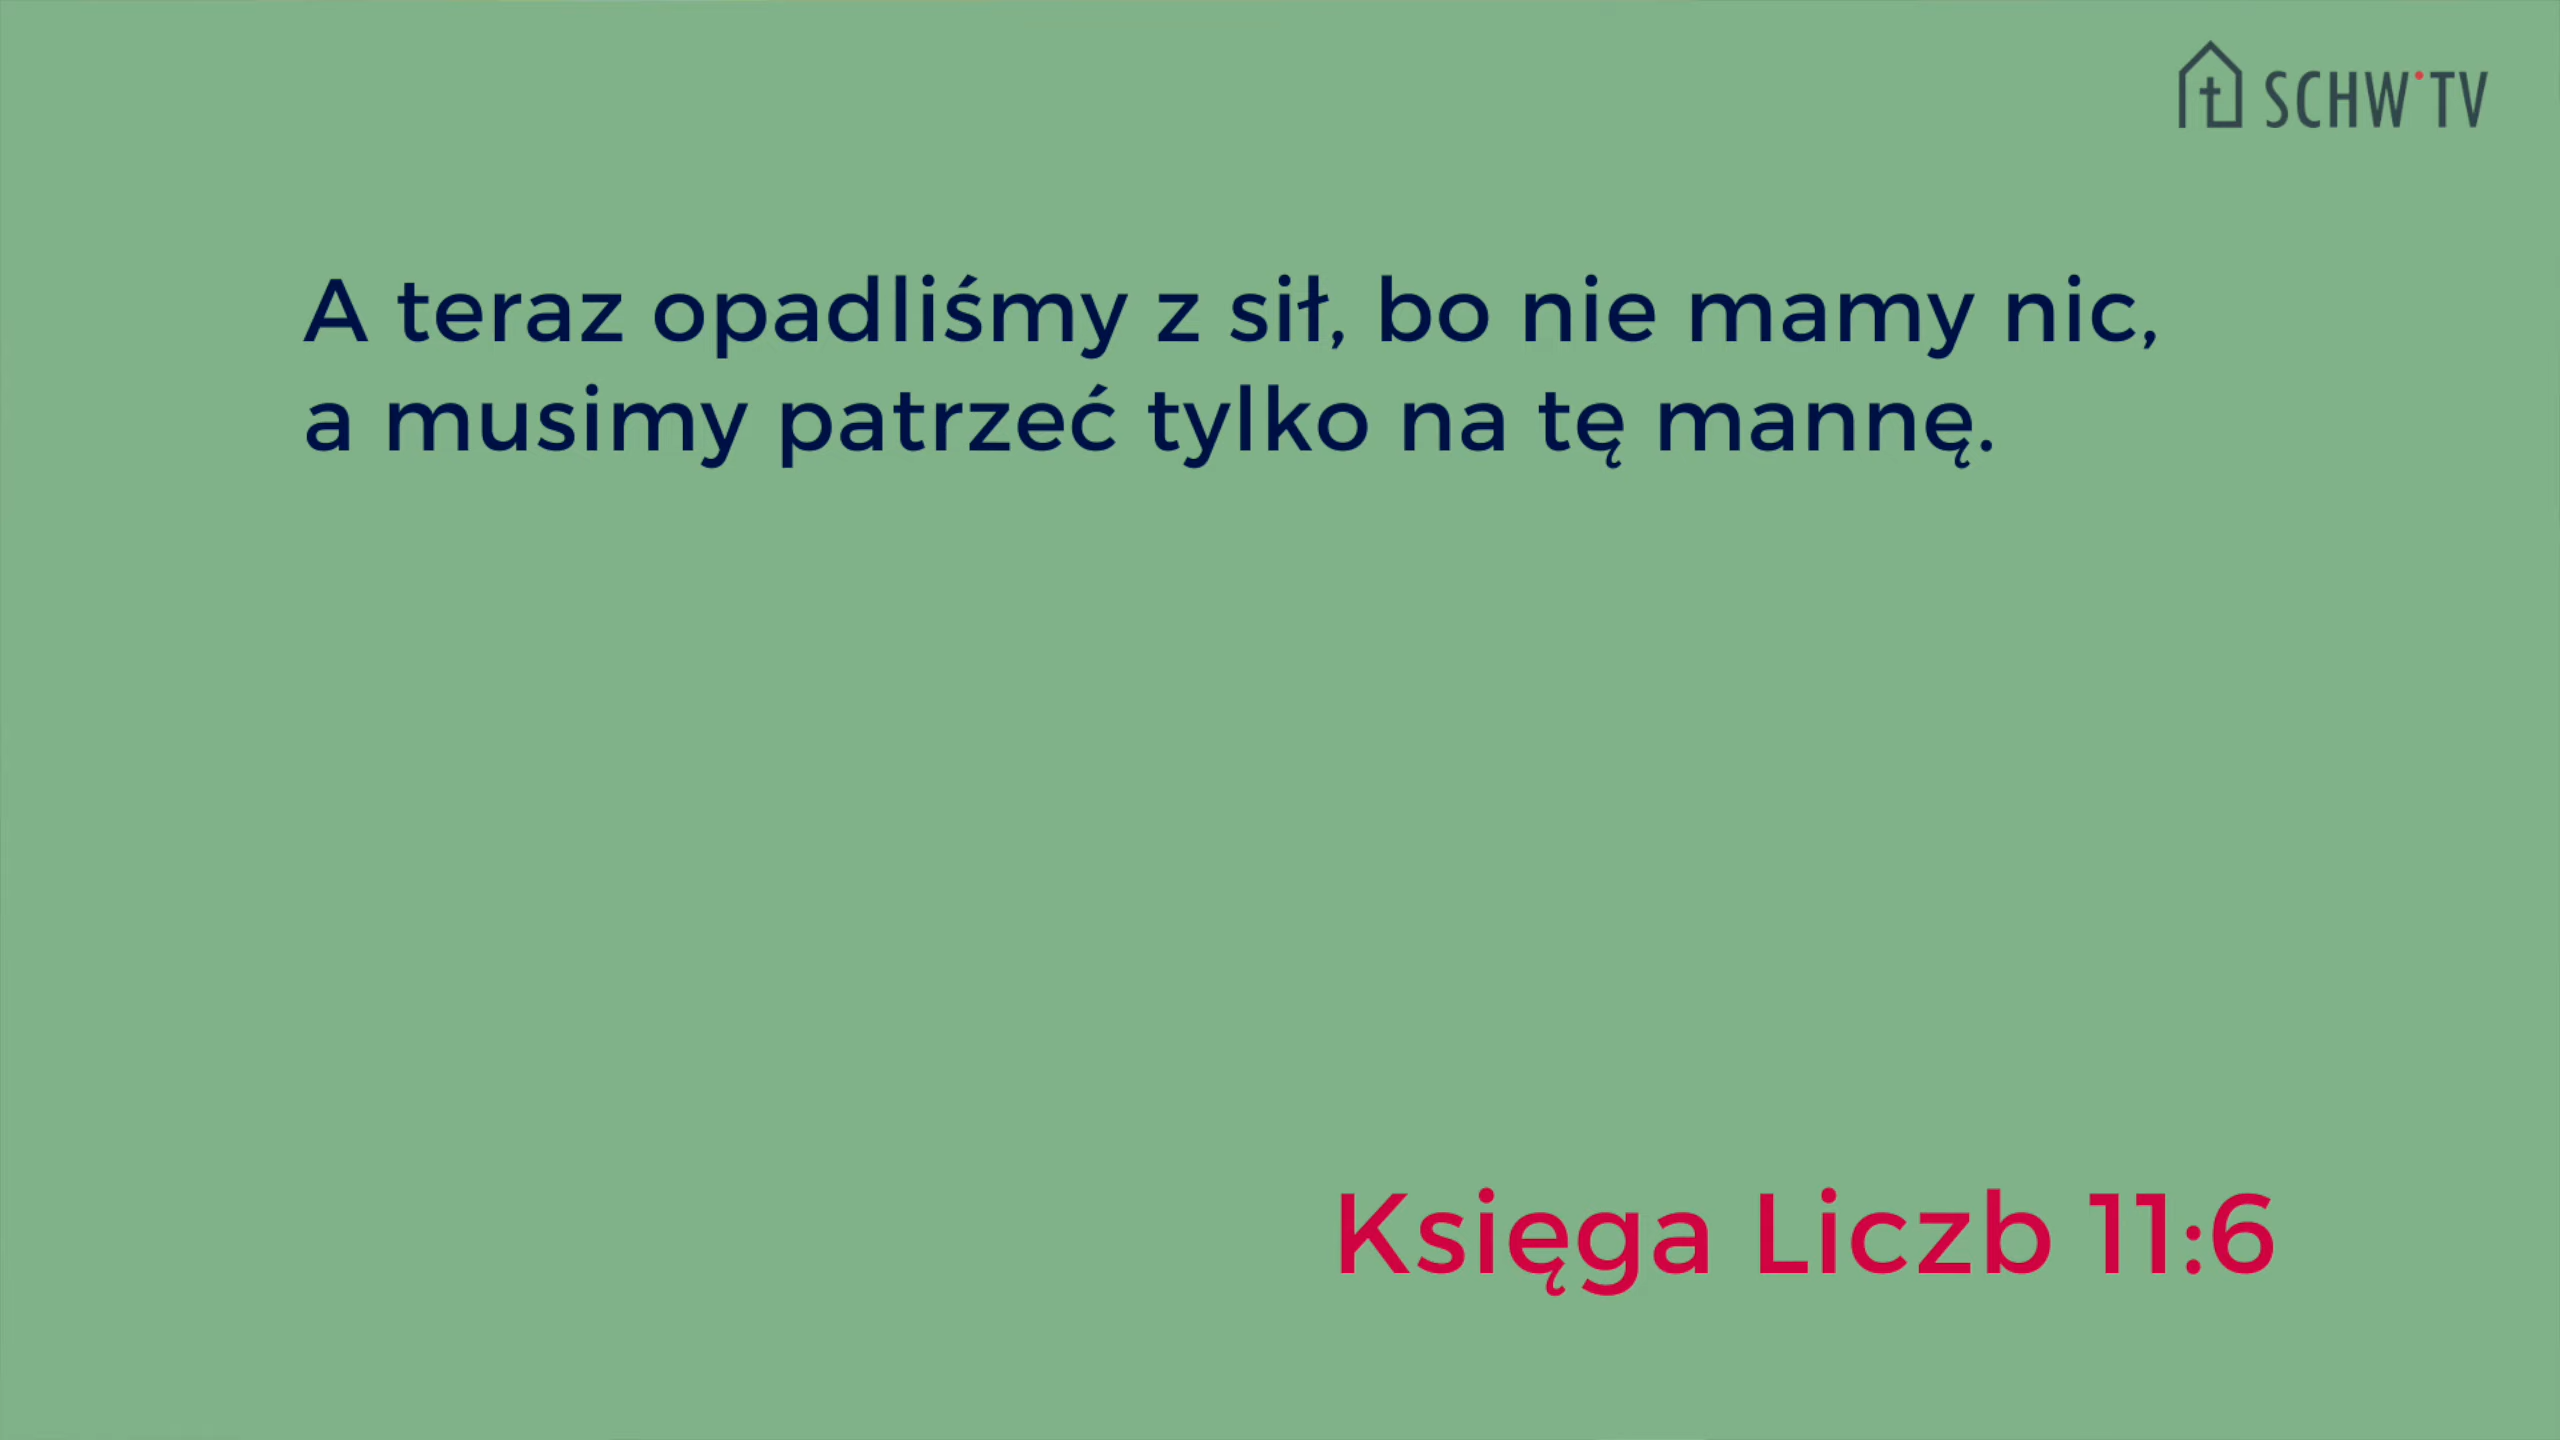 SCHW TV
A teraz opadliśmy z sił, bo nie mamy nic,
a musimy patrzeć tylko na tę mannę.
Księga Liczb 11:6